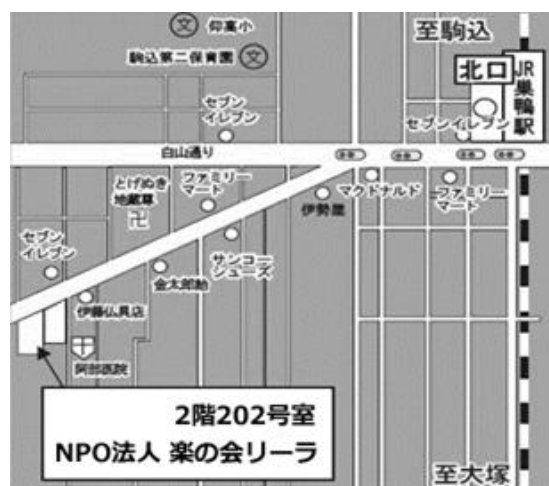 仰高小
至駒込
駒込第二保育園
北口
JR巣鴨駅
セブン
イレブン
セブンイレブン
白山通り
とげぬき
地蔵尊
ファミリー
マート
マクドナルド
ファミリー
マート
伊勢屋
セブン
イレブン
サンコー
シューズ
金太郎飴
伊藤仏具店
阿部医院
2階202号室
NPO法人 楽の会リーラ
至大塚